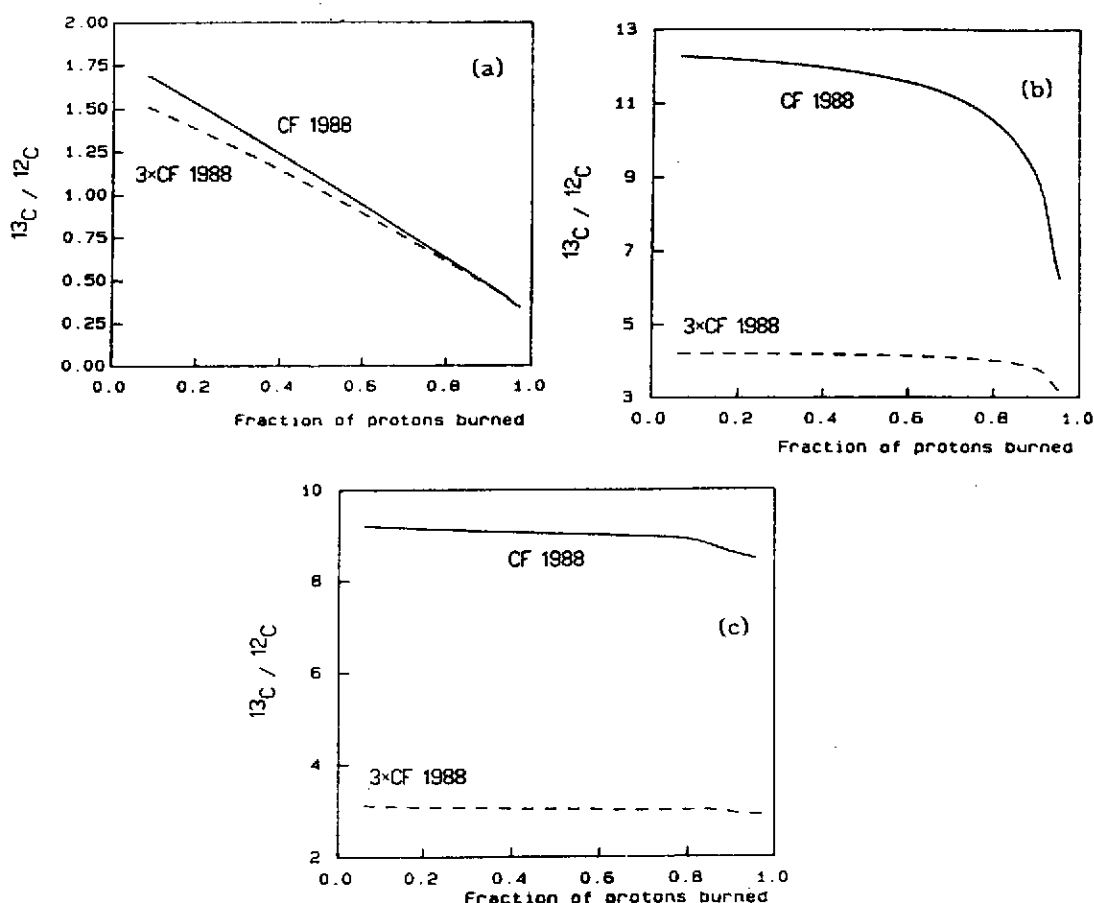 2.00
1.75
1.50
1.25
1.00
0.75
0.50
0.25
0.00
0.0 0.2 0.4 0.6 0.8 1.0
¹³C / ¹²C
Fraction of protons burned
(a)
CF 1988
3×CF 1988
13
11
9
7
5
3
0.0 0.2 0.4 0.6 0.8 1.0
¹³C / ¹²C
Fraction of protons burned
(b)
CF 1988
3×CF 1988
10
8
6
4
2
0.0 0.2 0.4 0.6 0.8 1.0
¹³C / ¹²C
Fraction of protons burned
(c)
CF 1988
3×CF 1988